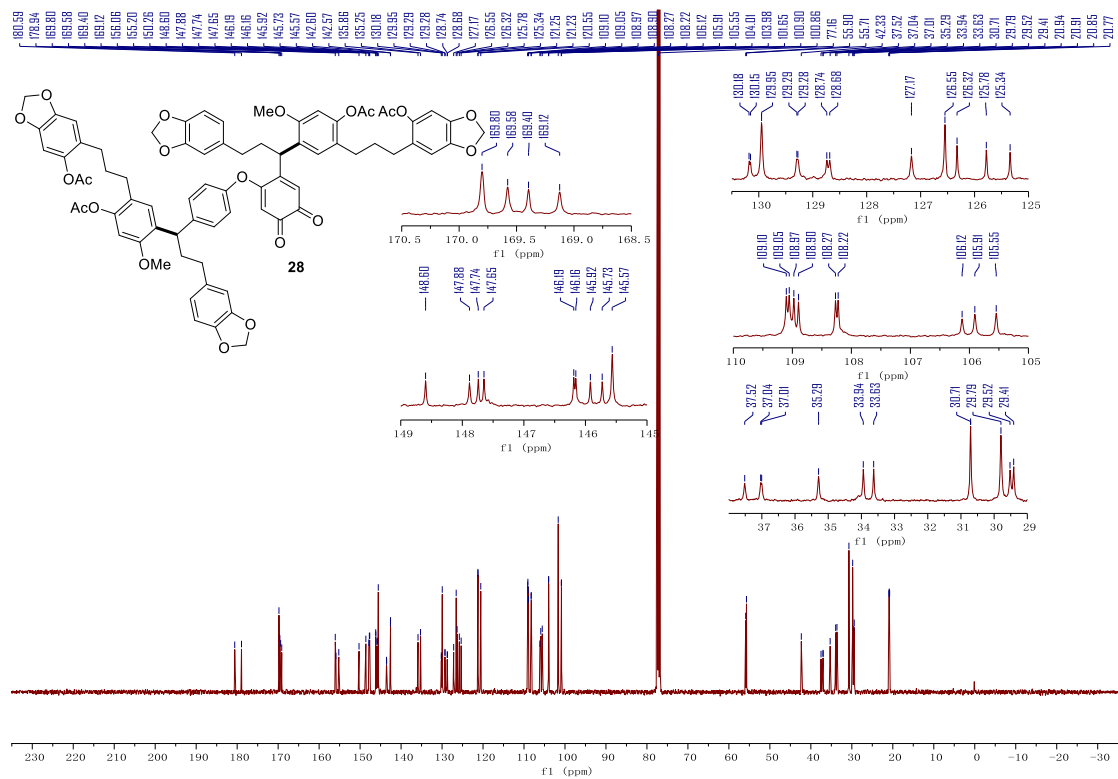 180.59 178.94 169.80 169.58 169.40 169.12 156.06 155.20 150.26 148.60 147.88 147.74 147.65 146.19 146.16 145.92 145.73 145.57 142.60 142.57 135.86 135.25 130.18 129.95 129.29 129.28 128.74 128.68 127.17 126.55 126.32 125.78 125.34 121.25 121.23 120.55 109.10 109.05 108.97 108.90 108.27 108.22 106.12 105.91 105.55 104.01 103.98 101.65 100.90 100.86 77.16 55.90 55.71 42.33 37.52 37.04 37.01 35.29 33.94 33.63 30.71 29.79 29.52 29.41 20.94 20.91 20.85 20.77
O
O
OAc
AcO
OMe
O
O
O
O
MeO
OAc
AcO
O
O
O
O
O
28
169.80 169.58 169.40 169.12
170.5 170.0 169.5 169.0 168.5
f1 (ppm)
148.60 147.88 147.74 147.65 146.19 146.16 145.92 145.73 145.57
149 148 147 146 145
f1 (ppm)
130.18 130.15 129.95 129.29 129.28 128.74 128.68 127.17 126.55 126.32 125.78 125.34
130 129 128 127 126 125
f1 (ppm)
109.10 109.05 108.97 108.90 108.27 108.22 106.12 105.91 105.55
110 109 108 107 106 105
f1 (ppm)
37.52 37.04 37.01 35.29 33.94 33.63 30.71 29.79 29.52 29.41
37 36 35 34 33 32 31 30 29
f1 (ppm)
230 220 210 200 190 180 170 160 150 140 130 120 110 100 90 80 70 60 50 40 30 20 10 0 -10 -20 -30
f1 (ppm)